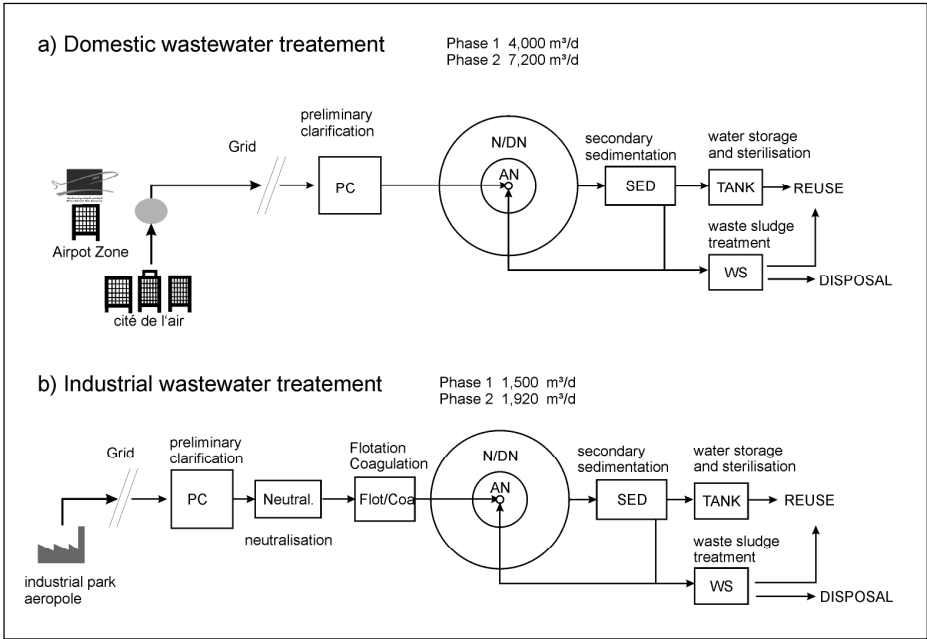 a) Domestic wastewater treatement
Phase 1 4,000 m³/d
Phase 2 7,200 m³/d
preliminary
clarification
Grid
PC
N/DN
AN
secondary
sedimentation
SED
water storage
and sterilisation
TANK
REUSE
waste sludge
treatment
WS
DISPOSAL
Airpot Zone
cité de l'air
b) Industrial wastewater treatement
Phase 1 1,500 m³/d
Phase 2 1,920 m³/d
Grid
preliminary
clarification
PC
Neutral.
neutralisation
Flotation
Coagulation
Flot/Coa
N/DN
AN
secondary
sedimentation
SED
water storage
and sterilisation
TANK
REUSE
waste sludge
treatment
WS
DISPOSAL
industrial park
aeropole